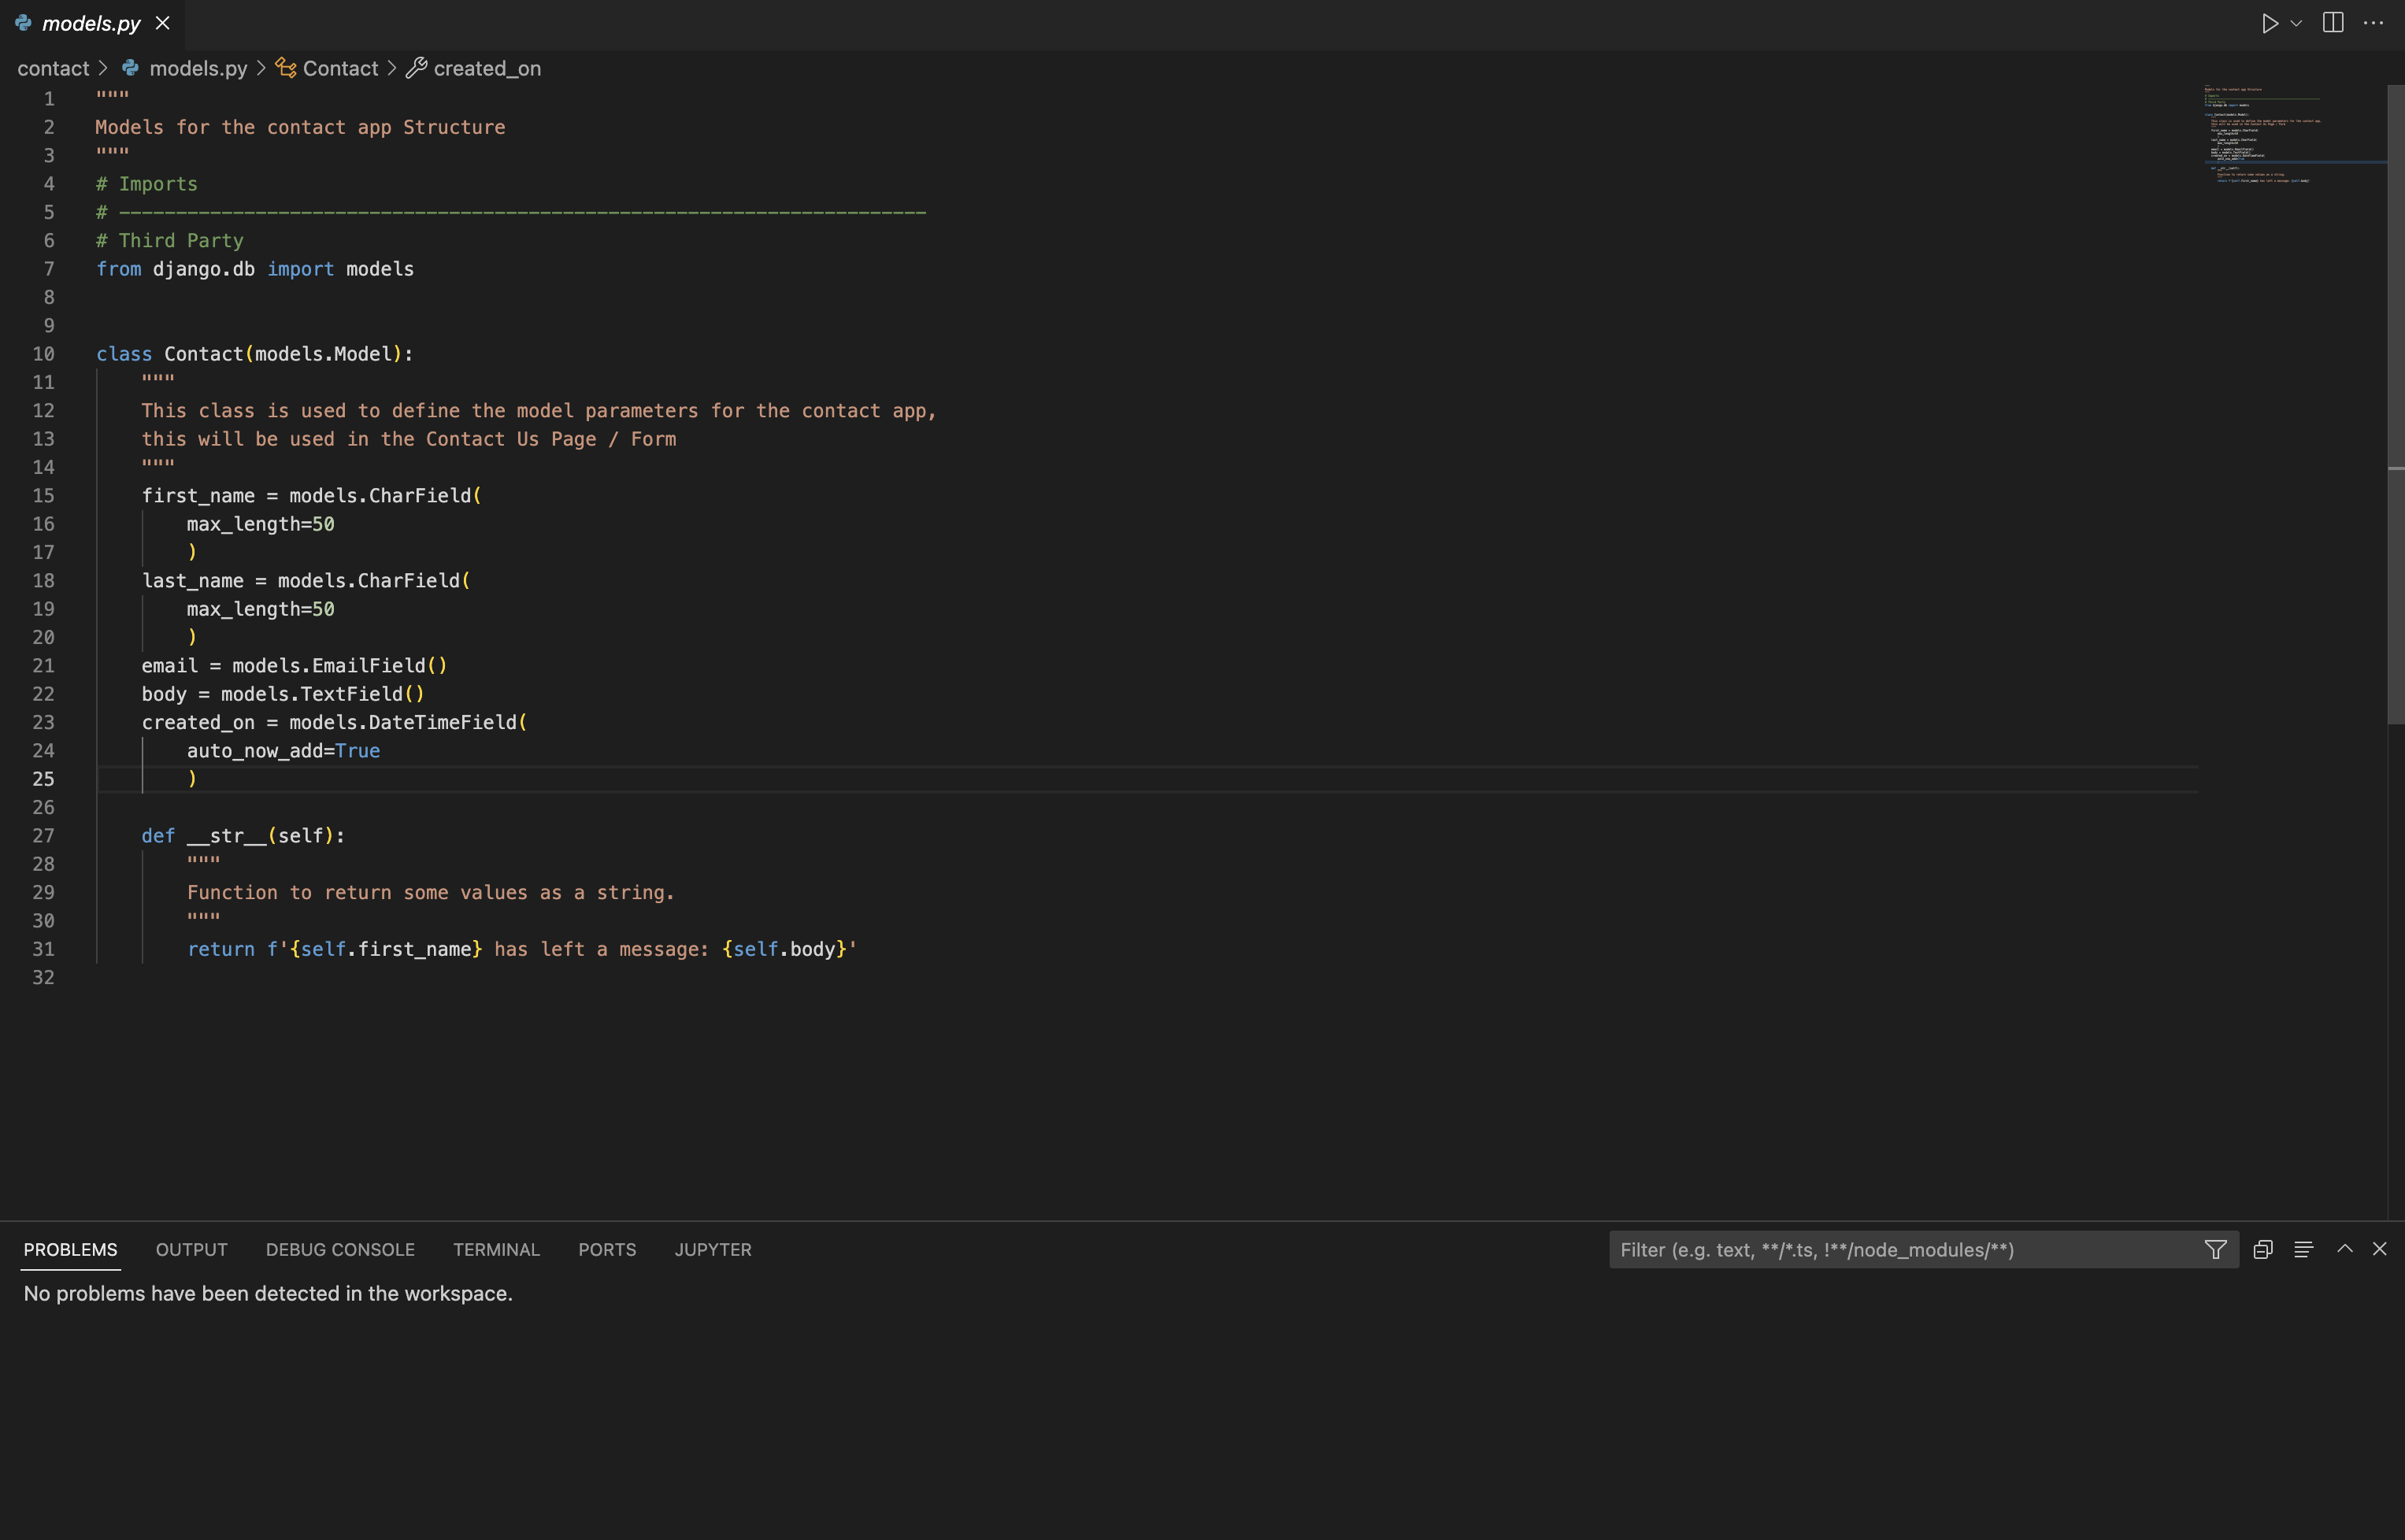 models.py
contact > models.py > Contact > created_on
1 """
2 Models for the contact app Structure
3 """
4 # Imports
5 # -----------------------------------------------------------------------
6 # Third Party
7 from django.db import models
8
9
10 class Contact(models.Model):
11     """
12     This class is used to define the model parameters for the contact app,
13     this will be used in the Contact Us Page / Form
14     """
15     first_name = models.CharField(
16         max_length=50
17         )
18     last_name = models.CharField(
19         max_length=50
20         )
21     email = models.EmailField()
22     body = models.TextField()
23     created_on = models.DateTimeField(
24         auto_now_add=True
25         )
26
27     def __str__(self):
28         """
29         Function to return some values as a string.
30         """
31         return f'{self.first_name} has left a message: {self.body}'
32
PROBLEMS OUTPUT DEBUG CONSOLE TERMINAL PORTS JUPYTER Filter (e.g. text, **/*.ts, !**/node_modules/**)
No problems have been detected in the workspace.